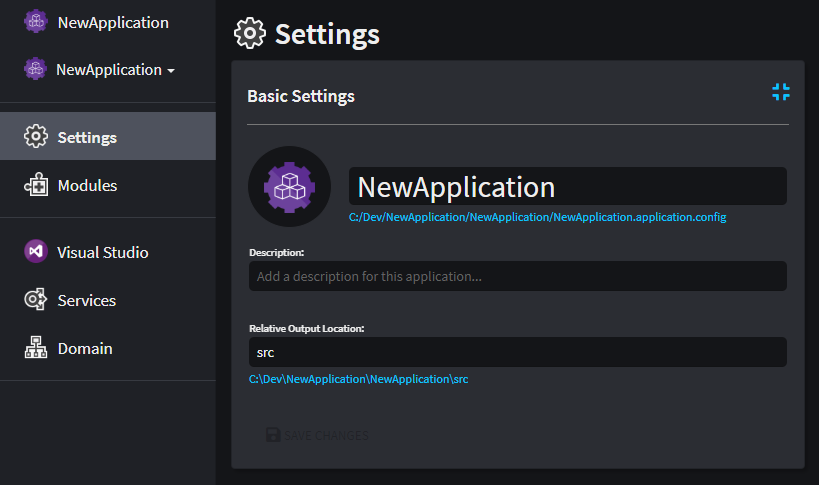 NewApplication
NewApplication
Settings
Modules
Visual Studio
Services
Domain
Settings
Basic Settings
NewApplication
C:/Dev/NewApplication/NewApplication/NewApplication.application.config
Description:
Add a description for this application...
Relative Output Location:
src
C:\Dev\NewApplication\NewApplication\src
SAVE CHANGES